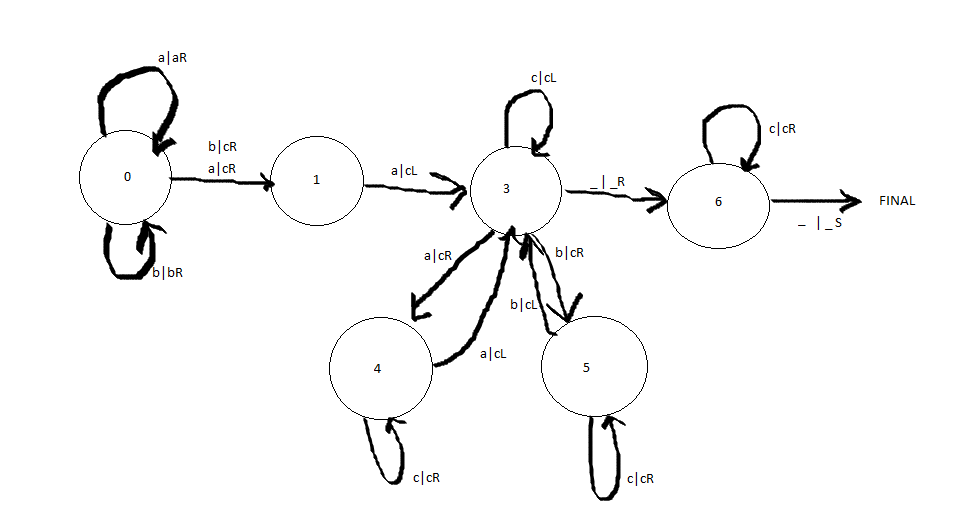 a|aR
b|cR
a|cR
0
b|bR
1
a|cL
c|cL
3
_|_R
c|cR
6
_ |_S
FINAL
a|cR
b|cR
b|cL
a|cL
4
c|cR
5
c|cR